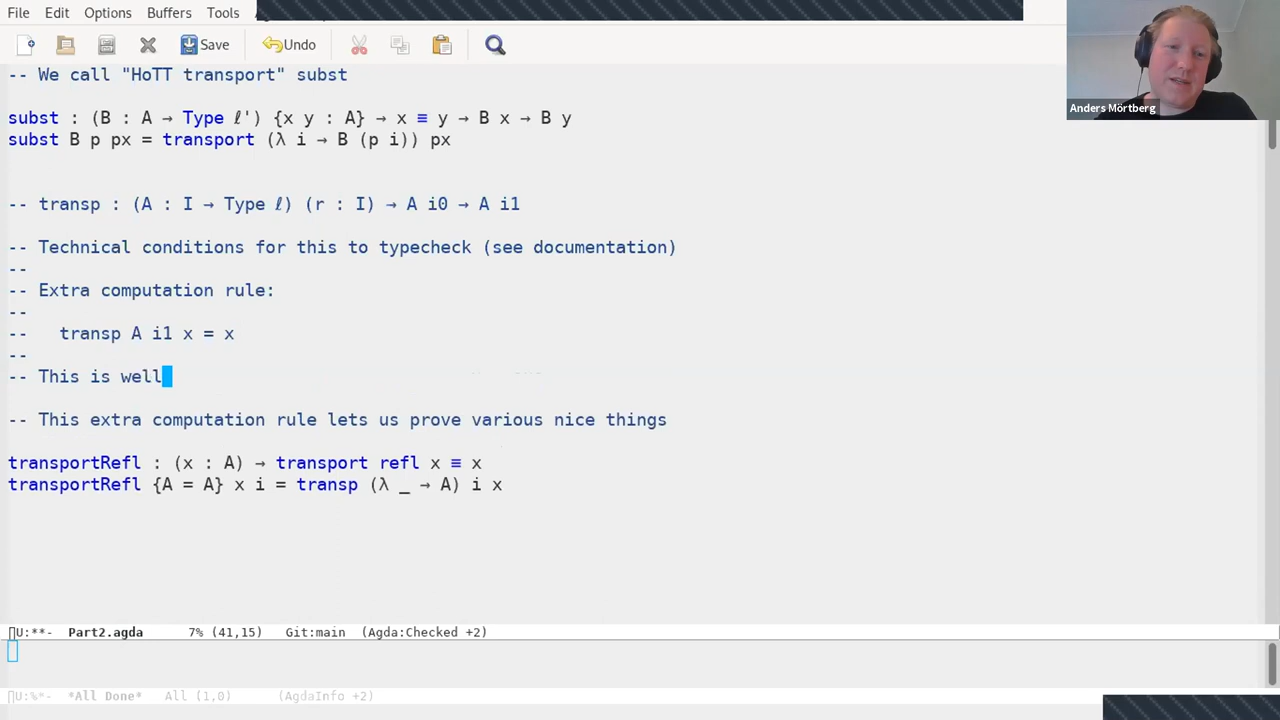 File Edit Options Buffers Tools
Save Undo
Anders Mörtberg
-- We call "HoTT transport" subst
subst : (B : A → Type ℓ') {x y : A} → x ≡ y → B x → B y
subst B p px = transport (λ i → B (p i)) px
-- transp : (A : I → Type ℓ) (r : I) → A i0 → A i1
-- Technical conditions for this to typecheck (see documentation)
--
-- Extra computation rule:
--
--   transp A i1 x = x
--
-- This is well
-- This extra computation rule lets us prove various nice things
transportRefl : (x : A) → transport refl x ≡ x
transportRefl {A = A} x i = transp (λ _ → A) i x
U:**-  Part2.agda     7% (41,15)   Git:main  (Agda:Checked +2)
U:%*-  *All Done*   All (1,0)     (AgdaInfo +2)